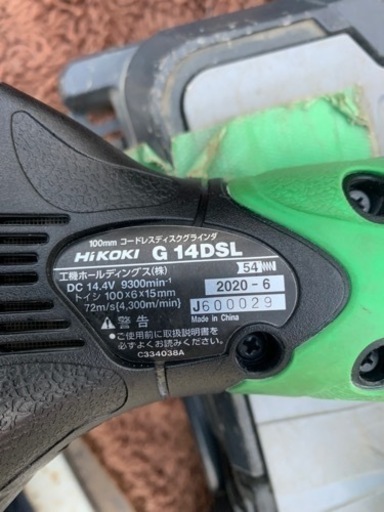 100mm コードレスディスクグラインダ
HiKOKI G 14DSL
工機ホールディングス(株) 54
DC 14.4V 9300min⁻¹ 2020-6
トイシ 100×6×15mm J600029
72m/s[4,300m/min] Made in China
警告
●ご使用前に取扱説明書を
必ずよくお読みください。
C334038A